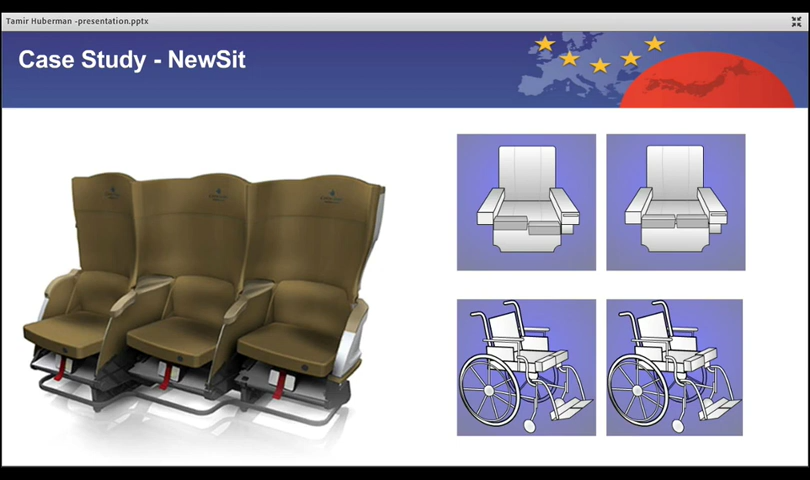 Tamir Huberman -presentation.pptx
Case Study - NewSit